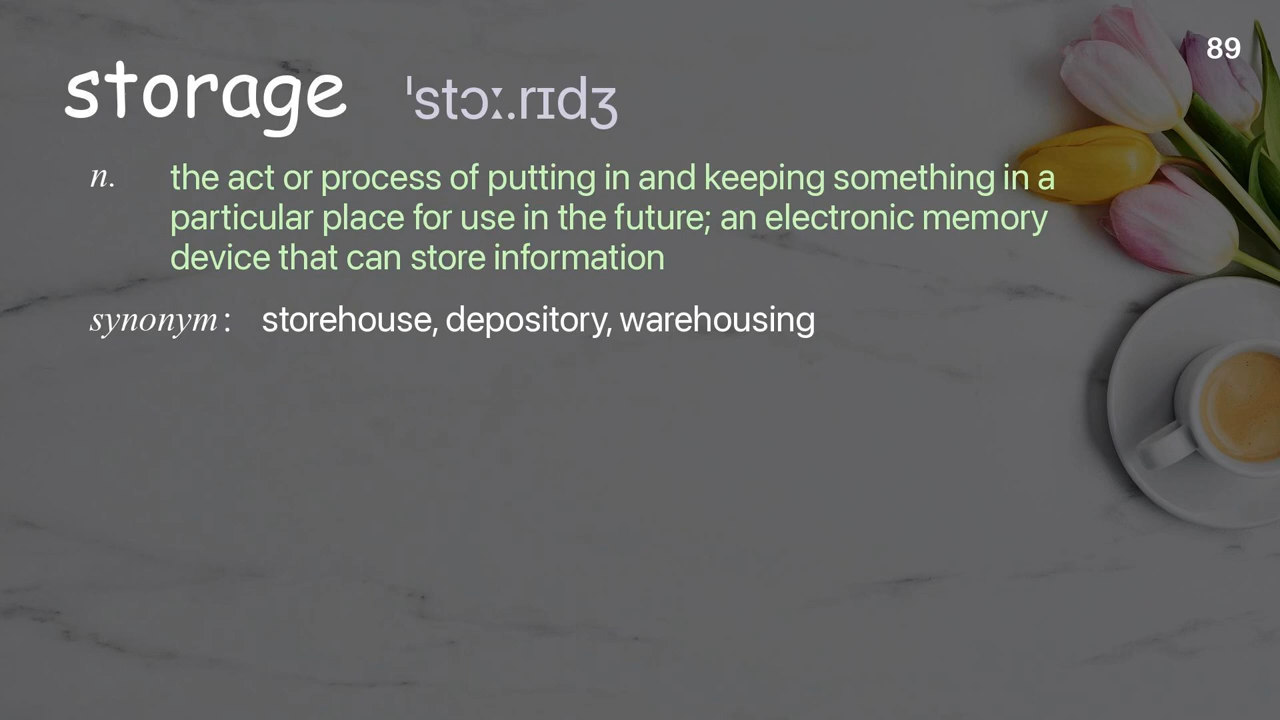 89
storage ˈstɔː.rɪdʒ
n. the act or process of putting in and keeping something in a
particular place for use in the future; an electronic memory
device that can store information
synonym: storehouse, depository, warehousing